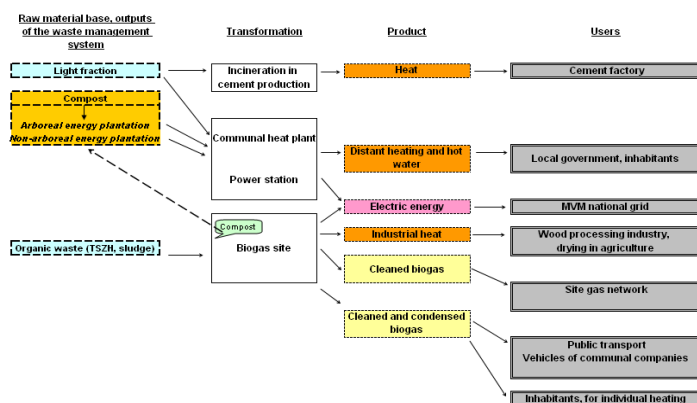 Raw material base, outputs
of the waste management
system
Transformation
Product
Users
Light fraction
Incineration in
cement production
Heat
Cement factory
Compost
Arboreal energy plantation
Non-arboreal energy plantation
Communal heat plant
Power station
Distant heating and hot
water
Local government, inhabitants
Electric energy
MVM national grid
Compost
Biogas site
Organic waste (TSZH, sludge)
Industrial heat
Wood processing industry,
drying in agriculture
Cleaned biogas
Site gas network
Cleaned and condensed
biogas
Public transport
Vehicles of communal companies
Inhabitants, for individual heating